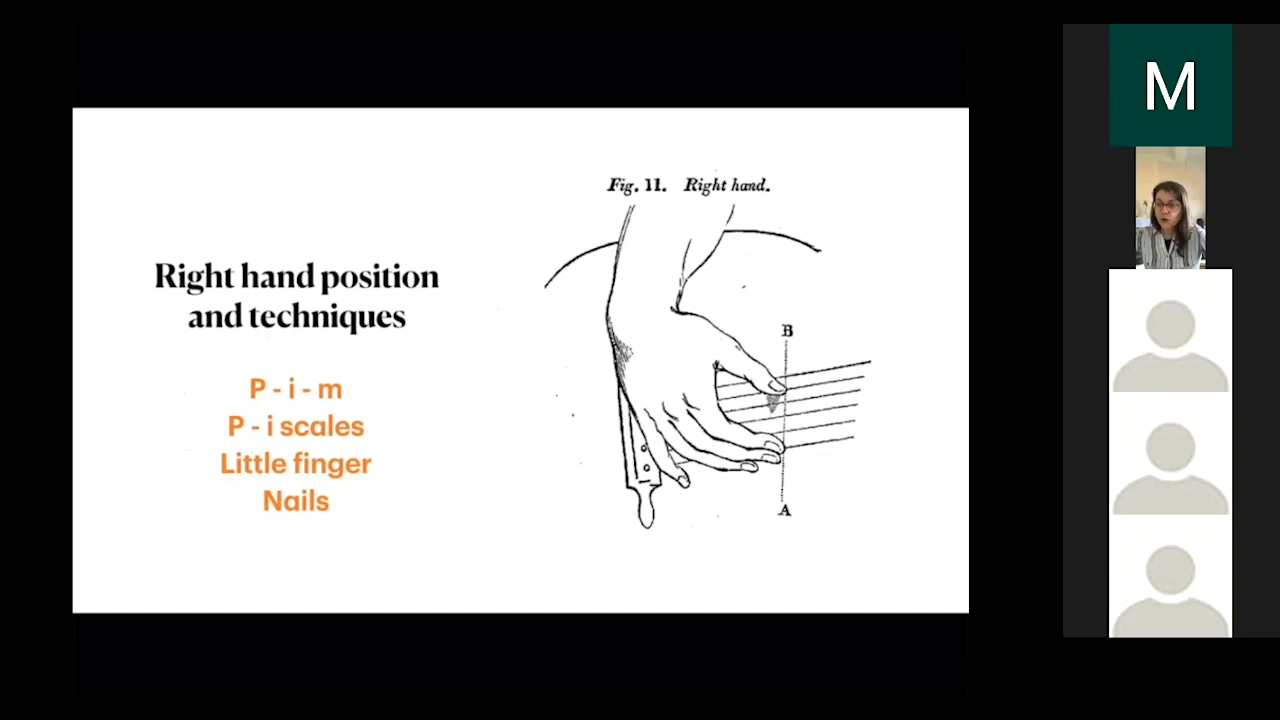 Fig. 11. Right hand.
Right hand position
and techniques
P - i - m
P - i scales
Little finger
Nails
B
A
M